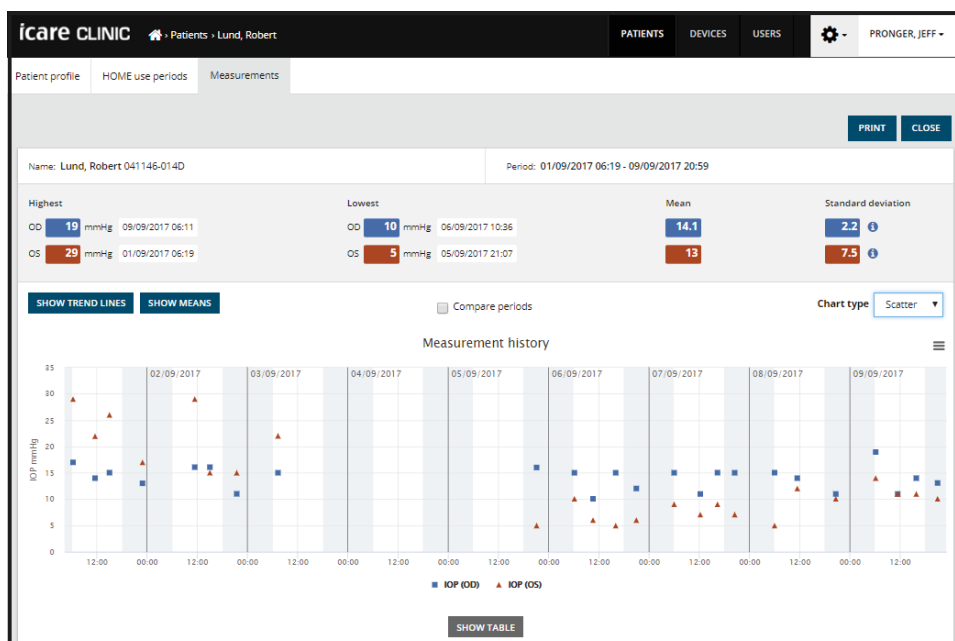 icare CLINIC › Patients › Lund, Robert PATIENTS DEVICES USERS PRONGER, JEFF
Patient profile HOME use periods Measurements
PRINT CLOSE
Name: Lund, Robert 041146-014D Period: 01/09/2017 06:19 - 09/09/2017 20:59
Highest Lowest Mean Standard deviation
OD 19 mmHg 09/09/2017 06:11 OD 10 mmHg 06/09/2017 10:36 14.1 2.2 i
OS 29 mmHg 01/09/2017 06:19 OS 5 mmHg 05/09/2017 21:07 13 7.5 i
SHOW TREND LINES SHOW MEANS Compare periods Chart type Scatter
Measurement history
35 02/09/2017 03/09/2017 04/09/2017 05/09/2017 06/09/2017 07/09/2017 08/09/2017 09/09/2017
30
25
20
IOP mmHg
15
10
5
0
12:00 00:00 12:00 00:00 12:00 00:00 12:00 00:00 12:00 00:00 12:00 00:00 12:00 00:00 12:00 00:00 12:00
IOP (OD) IOP (OS)
SHOW TABLE